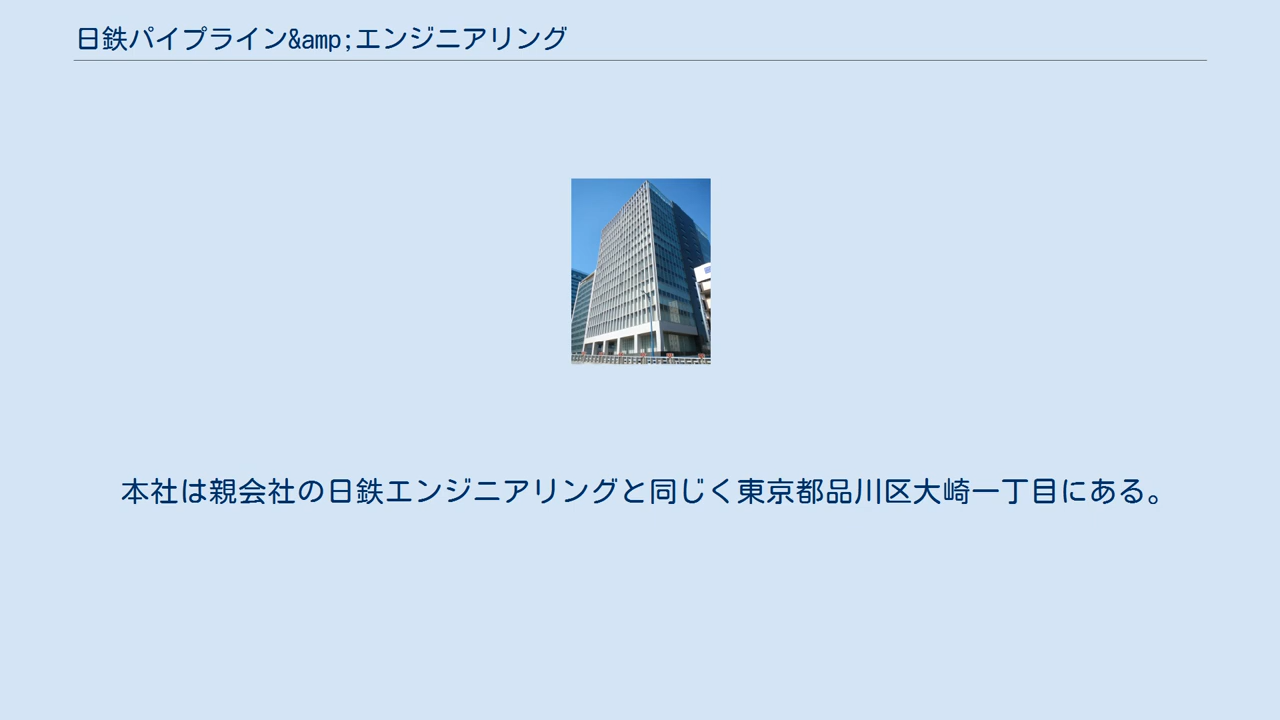 日鉄パイプライン&amp;エンジニアリング
本社は親会社の日鉄エンジニアリングと同じく東京都品川区大崎一丁目にある。